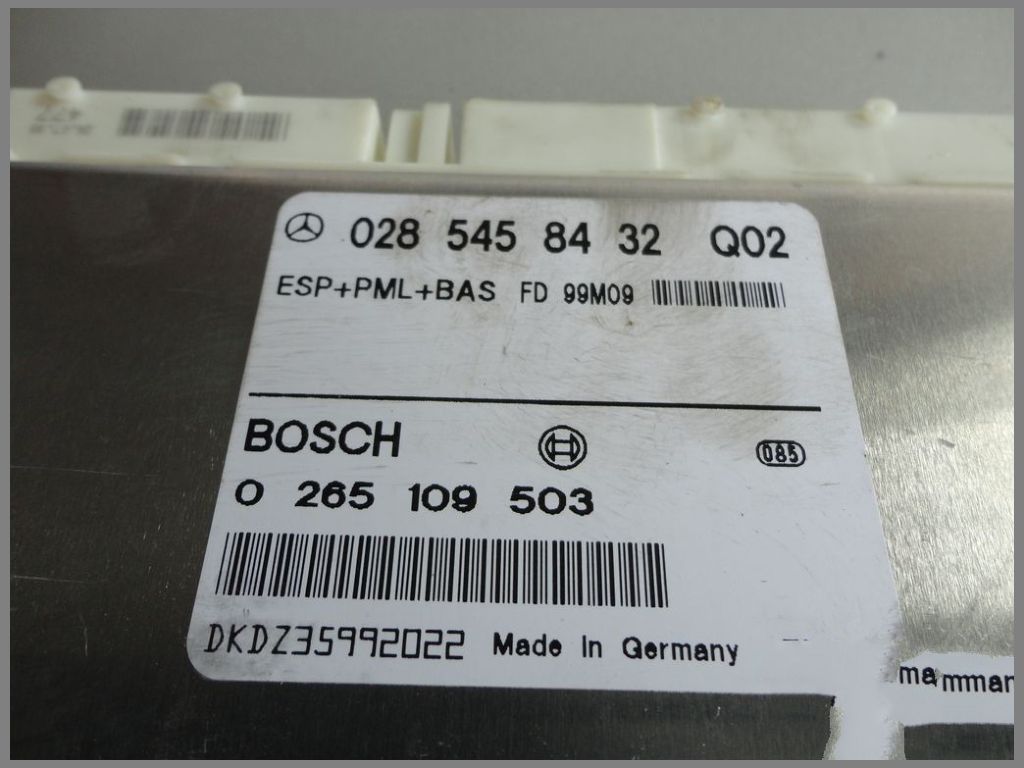 028 545 84 32 Q02
ESP+PML+BAS FD 99M09
BOSCH
085
0 265 109 503
DKDZ35992022 Made In Germany